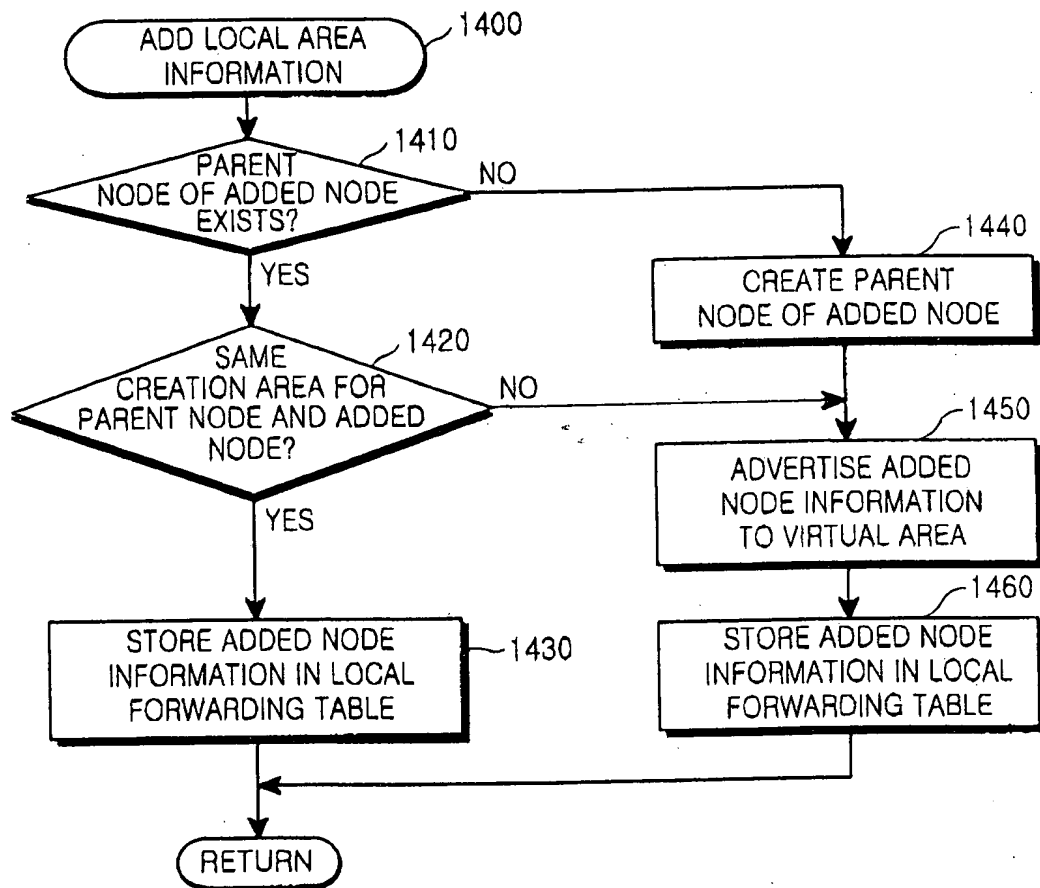 ADD LOCAL AREA
INFORMATION
1400
1410
PARENT
NODE OF ADDED NODE
EXISTS?
NO
YES
1440
CREATE PARENT
NODE OF ADDED NODE
1420
SAME
CREATION AREA FOR
PARENT NODE AND ADDED
NODE?
NO
YES
1450
ADVERTISE ADDED
NODE INFORMATION
TO VIRTUAL AREA
STORE ADDED NODE
INFORMATION IN LOCAL
FORWARDING TABLE
1430
1460
STORE ADDED NODE
INFORMATION IN LOCAL
FORWARDING TABLE
RETURN